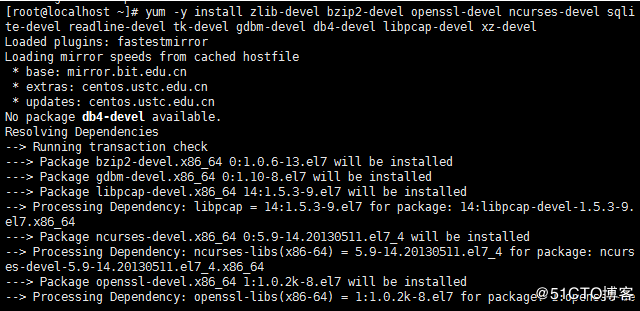 [root@localhost ~]# yum -y install zlib-devel bzip2-devel openssl-devel ncurses-devel sqli
te-devel readline-devel tk-devel gdbm-devel db4-devel libpcap-devel xz-devel
Loaded plugins: fastestmirror
Loading mirror speeds from cached hostfile
 * base: mirror.bit.edu.cn
 * extras: centos.ustc.edu.cn
 * updates: centos.ustc.edu.cn
No package db4-devel available.
Resolving Dependencies
--> Running transaction check
---> Package bzip2-devel.x86_64 0:1.0.6-13.el7 will be installed
---> Package gdbm-devel.x86_64 0:1.10-8.el7 will be installed
---> Package libpcap-devel.x86_64 14:1.5.3-9.el7 will be installed
--> Processing Dependency: libpcap = 14:1.5.3-9.el7 for package: 14:libpcap-devel-1.5.3-9.
el7.x86_64
---> Package ncurses-devel.x86_64 0:5.9-14.20130511.el7_4 will be installed
--> Processing Dependency: ncurses-libs(x86-64) = 5.9-14.20130511.el7_4 for package: ncurs
es-devel-5.9-14.20130511.el7_4.x86_64
---> Package openssl-devel.x86_64 1:1.0.2k-8.el7 will be installed
--> Processing Dependency: openssl-libs(x86-64) = 1:1.0.2k-8.el7 for package:
@51CTO博客